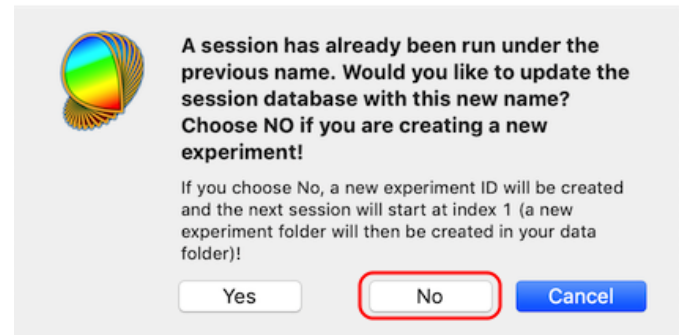 A session has already been run under the
previous name. Would you like to update the
session database with this new name?
Choose NO if you are creating a new
experiment!
If you choose No, a new experiment ID will be created
and the next session will start at index 1 (a new
experiment folder will then be created in your data
folder)!
Yes No Cancel